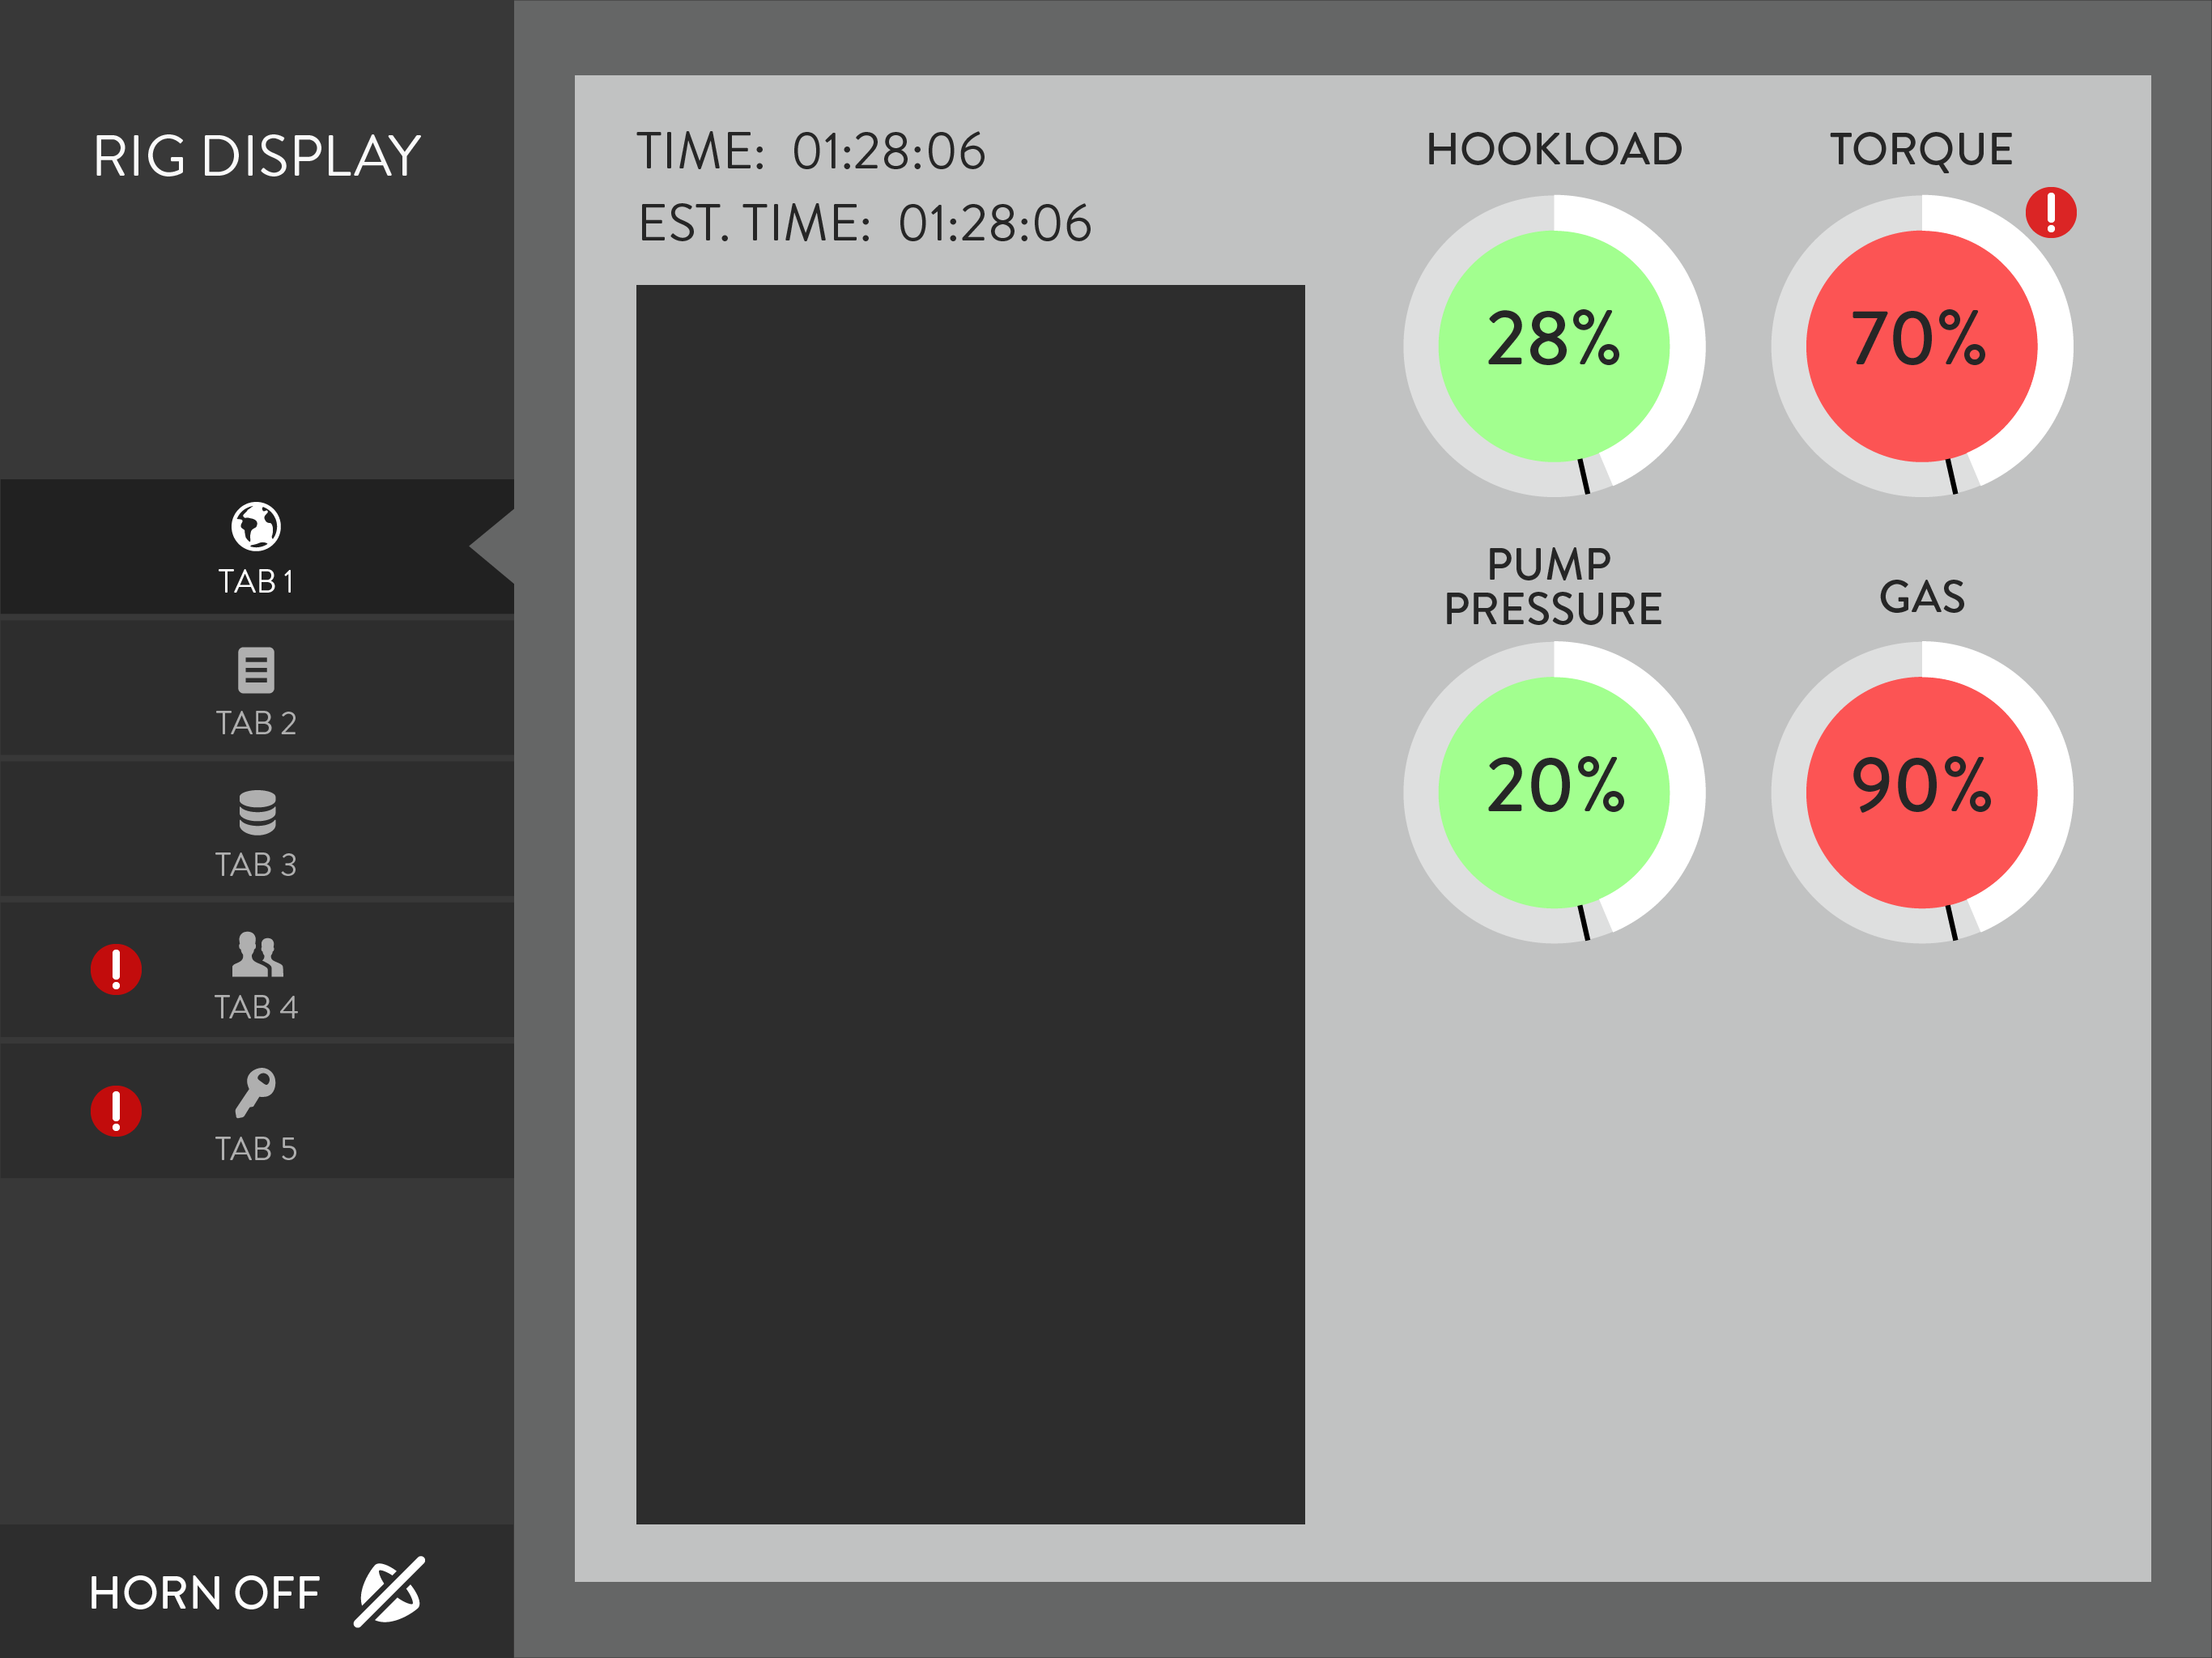 RIG DISPLAY
TAB 1
TAB 2
TAB 3
TAB 4
TAB 5
HORN OFF
TIME: 01:28:06
EST. TIME: 01:28:06
HOOKLOAD
28%
TORQUE
70%
PUMP
PRESSURE
20%
GAS
90%